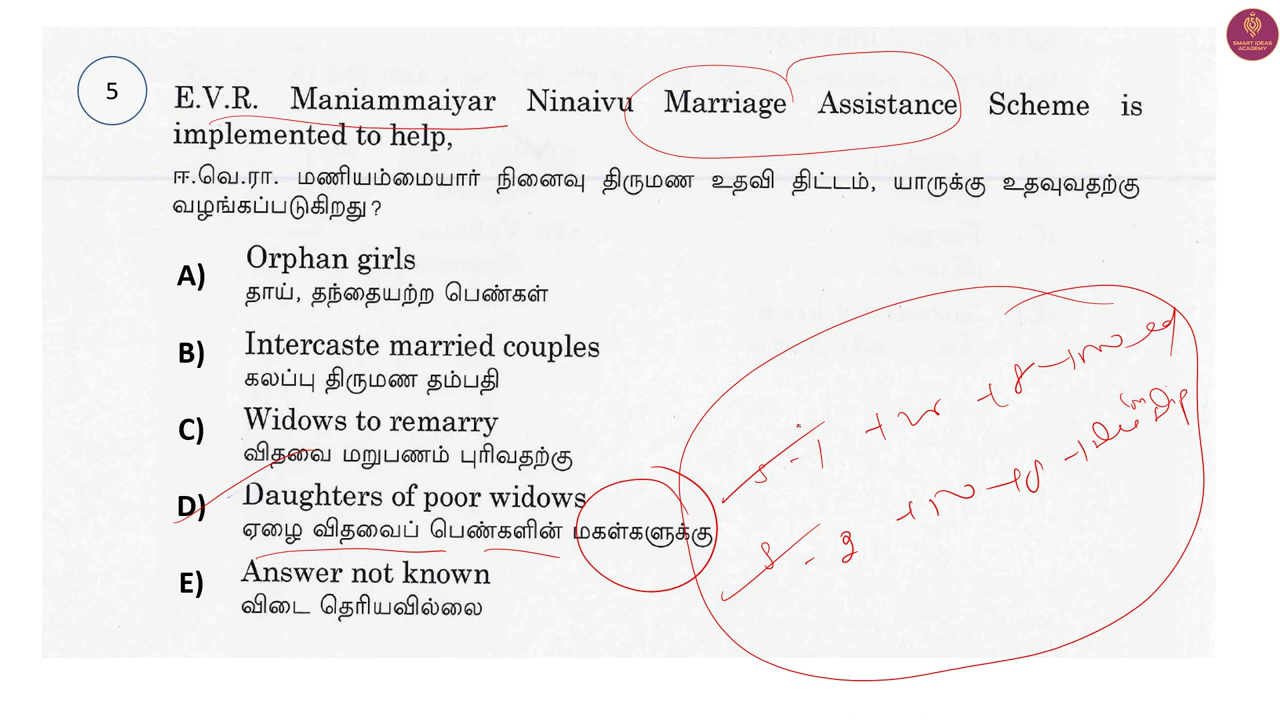 SMART IDEAS
ACADEMY
5
E.V.R. Maniammaiyar Ninaivu Marriage Assistance Scheme is
implemented to help,
ஈ.வெ.ரா. மணியம்மையார் நினைவு திருமண உதவி திட்டம், யாருக்கு உதவுவதற்கு
வழங்கப்படுகிறது?
A) Orphan girls
தாய், தந்தையற்ற பெண்கள்
B) Intercaste married couples
கலப்பு திருமண தம்பதி
C) Widows to remarry
விதவை மறுபணம் புரிவதற்கு
D) Daughters of poor widows
ஏழை விதவைப் பெண்களின் மகள்களுக்கு
E) Answer not known
விடை தெரியவில்லை